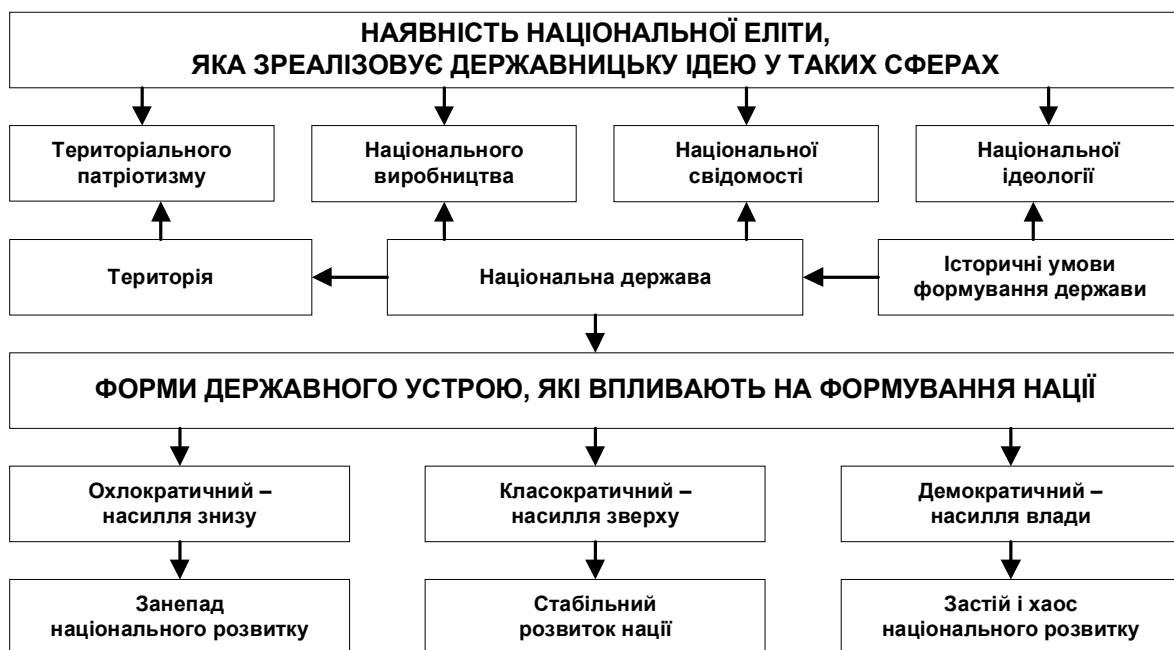 НАЯВНІСТЬ НАЦІОНАЛЬНОЇ ЕЛІТИ,
ЯКА ЗРЕАЛІЗОВУЄ ДЕРЖАВНИЦЬКУ ІДЕЮ У ТАКИХ СФЕРАХ
Територіального
патріотизму
Національного
виробництва
Національної
свідомості
Національної
ідеології
Територія
Національна держава
Історичні умови
формування держави
ФОРМИ ДЕРЖАВНОГО УСТРОЮ, ЯКІ ВПЛИВАЮТЬ НА ФОРМУВАННЯ НАЦІЇ
Охлократичний –
насилля знизу
Класократичний –
насилля зверху
Демократичний –
насилля влади
Занепад
національного розвитку
Стабільний
розвиток нації
Застій і хаос
національного розвитку